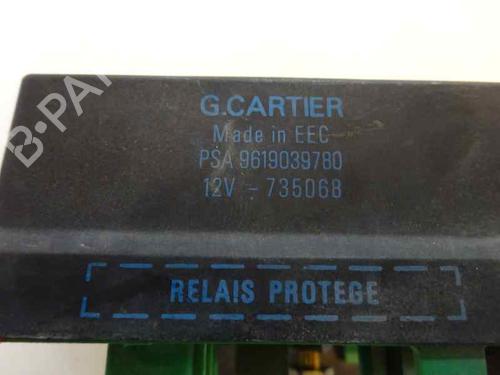 G.CARTIER
Made in EEC
PSA 9619039780
12V - 735068
RELAIS PROTEGE
B-PA